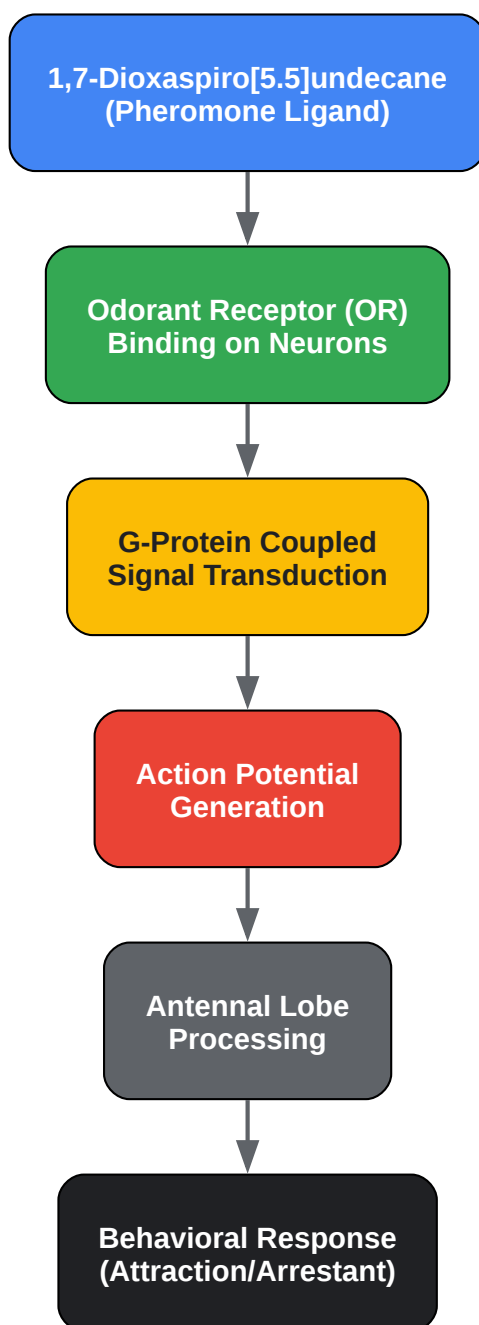 1,7-Dioxaspiro[5.5]undecane
(Pheromone Ligand)
Odorant Receptor (OR)
Binding on Neurons
G-Protein Coupled
Signal Transduction
Action Potential
Generation
Antennal Lobe
Processing
Behavioral Response
(Attraction/Arrestant)